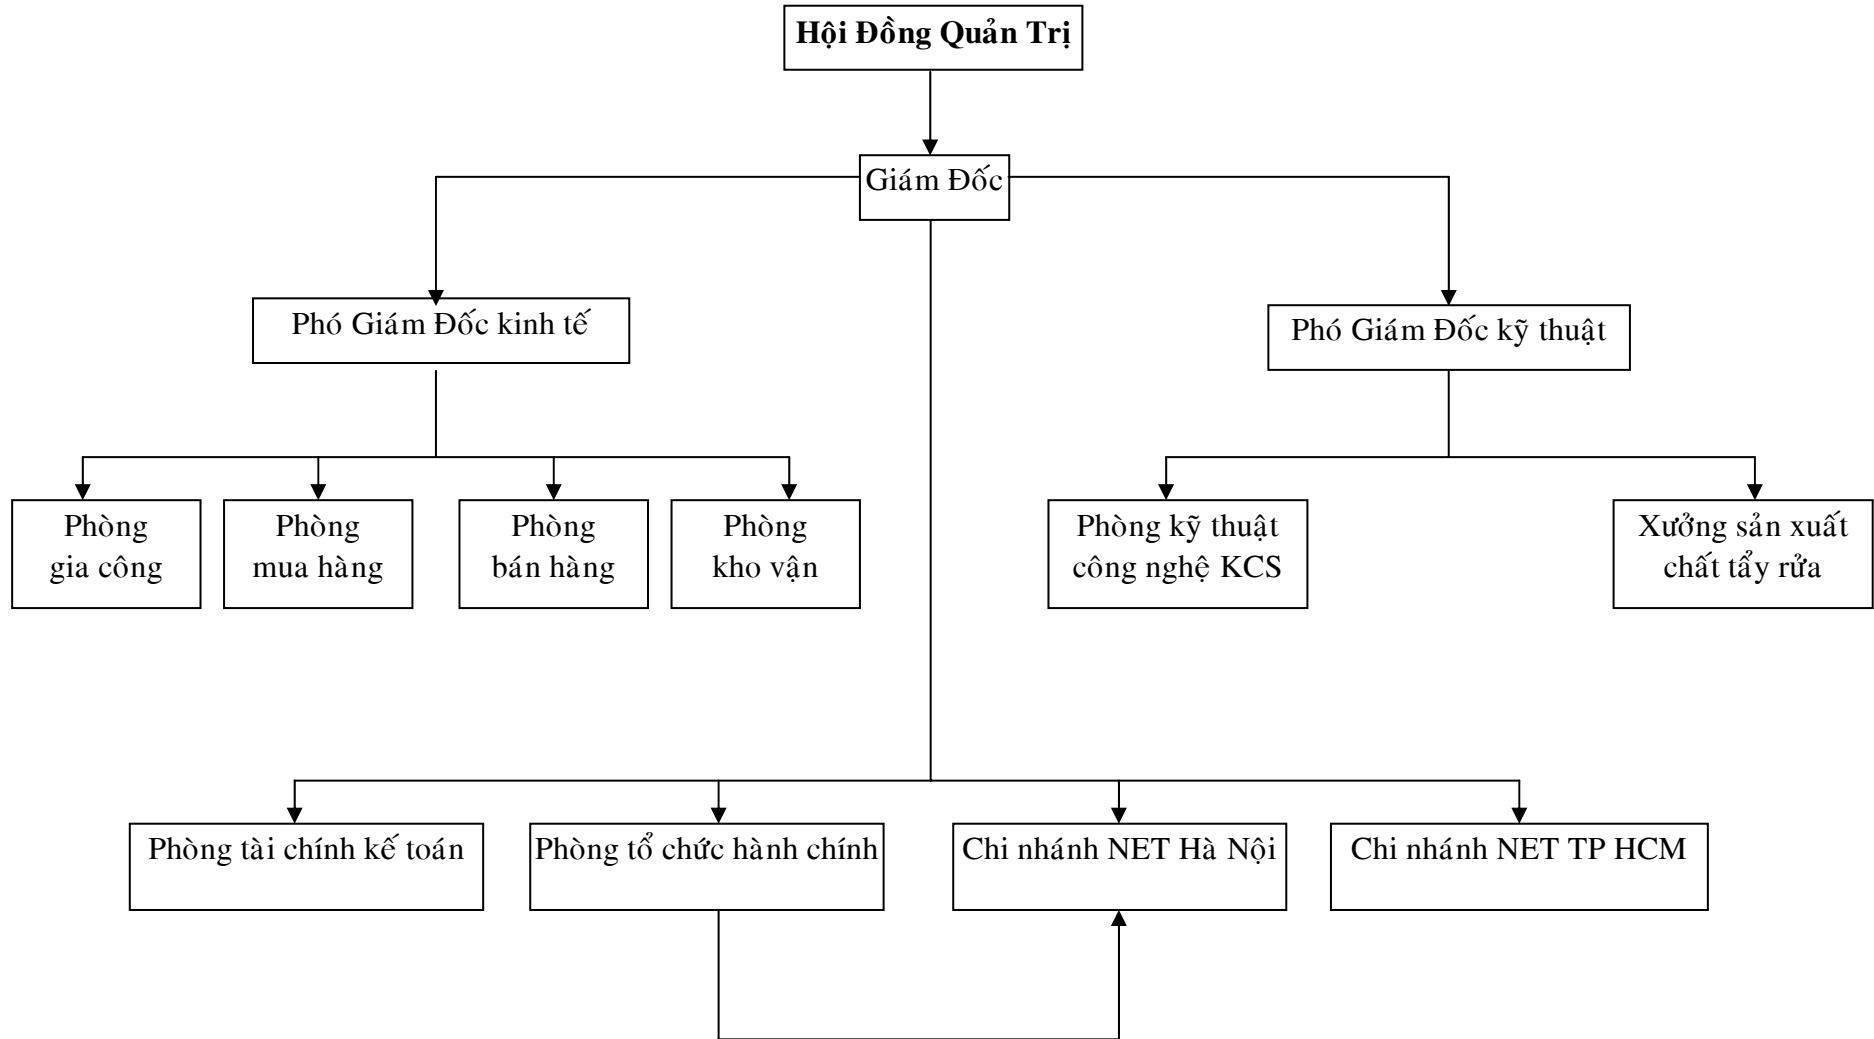 Hội Đồng Quản Trị
Giám Đốc
Phó Giám Đốc kinh tế
Phó Giám Đốc kỹ thuật
Phòng
gia công
Phòng
mua hàng
Phòng
bán hàng
Phòng
kho vận
Phòng kỹ thuật
công nghệ KCS
Xưởng sản xuất
chất tẩy rửa
Phòng tài chính kế toán
Phòng tổ chức hành chính
Chi nhánh NET Hà Nội
Chi nhánh NET TP HCM